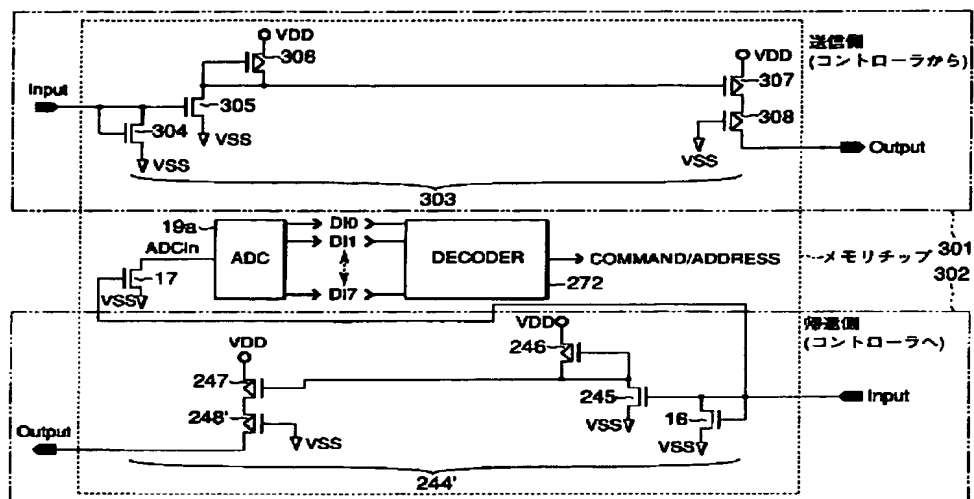 VDD
306
送信側
(コントローラから)
VDD
307
Input
305
304
VSS
308
VSS
VSS
Output
303
19a
ADCin
ADC
DI0
DI1
DI7
DECODER
COMMAND/ADDRESS
メモリチップ
301
302
17
VSS
272
VDD
帰還側
(コントローラへ)
VDD
246
247
245
Input
248'
16
Output
VSS
VSS
VSS
244'